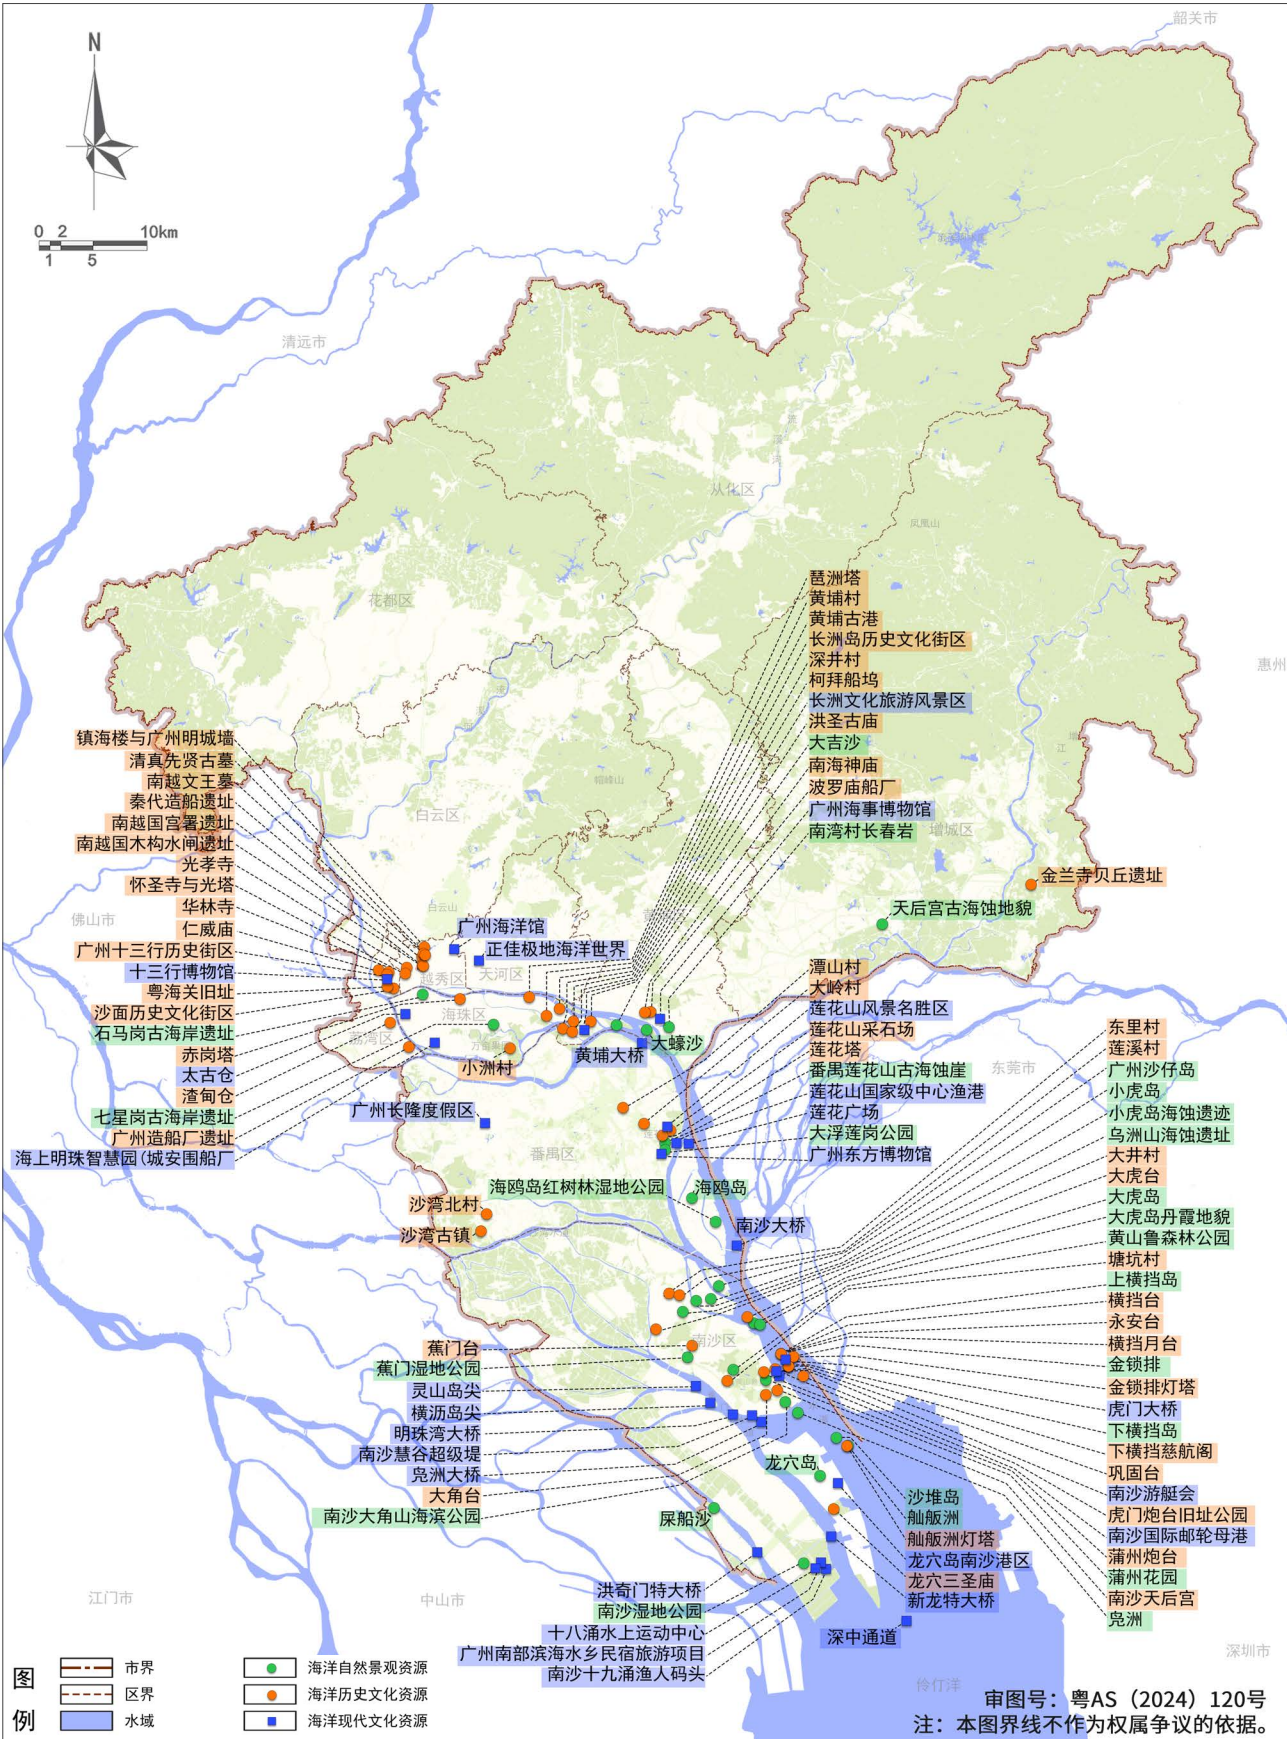 韶关市
N
0 2 10km
1 5
清远市
从化区
凤凰山
花都区
惠州
琶洲塔
黄埔村
黄埔古港
长洲岛历史文化街区
深井村
柯拜船坞
长洲文化旅游风景区
洪圣古庙
大吉沙
南海神庙
波罗庙船厂
广州海事博物馆
南湾村长春岩
增江
帽峰山
白云区
增城区
镇海楼与广州明城墙
清真先贤古墓
南越文王墓
秦代造船遗址
南越国宫署遗址
南越国木构水闸遗址
光孝寺
怀圣寺与光塔
华林寺
仁威庙
广州十三行历史街区
十三行博物馆
粤海关旧址
沙面历史文化街区
石马岗古海岸遗址
赤岗塔
太古仓
渣甸仓
七星岗古海岸遗址
广州造船厂遗址
海上明珠智慧园(城安围船厂
佛山市
白云山
广州海洋馆
正佳极地海洋世界
越秀区
天河区
海珠区
荔湾区
金兰寺贝丘遗址
天后宫古海蚀地貌
小洲村
黄埔大桥
大蠔沙
广州长隆度假区
番禺区
东莞市
潭山村
大岭村
莲花山风景名胜区
莲花山采石场
莲花塔
番禺莲花山古海蚀崖
莲花山国家级中心渔港
莲花广场
大浮莲岗公园
广州东方博物馆
海鸥岛红树林湿地公园
海鸥岛
南沙大桥
沙湾北村
沙湾古镇
东里村
莲溪村
广州沙仔岛
小虎岛
小虎岛海蚀遗迹
乌洲山海蚀遗址
大井村
大虎台
大虎岛
大虎岛丹霞地貌
黄山鲁森林公园
塘坑村
上横挡岛
横挡台
永安台
横挡月台
金锁排
金锁排灯塔
虎门大桥
下横挡岛
下横挡慈航阁
巩固台
南沙游艇会
虎门炮台旧址公园
南沙国际邮轮母港
蒲州炮台
蒲州花园
南沙天后宫
凫洲
南沙区
蕉门台
蕉门湿地公园
灵山岛尖
横沥岛尖
明珠湾大桥
南沙慧谷超级堤
凫洲大桥
大角台
南沙大角山海滨公园
龙穴岛
屎船沙
沙堆岛
舢舨洲
舢舨洲灯塔
龙穴岛南沙港区
龙穴三圣庙
新龙特大桥
深中通道
洪奇门特大桥
南沙湿地公园
十八涌水上运动中心
广州南部滨海水乡民宿旅游项目
南沙十九涌渔人码头
江门市
中山市
深圳市
伶仃洋
图例
市界
区界
水域
海洋自然景观资源
海洋历史文化资源
海洋现代文化资源
审图号：粤AS（2024）120号
注：本图界线不作为权属争议的依据。